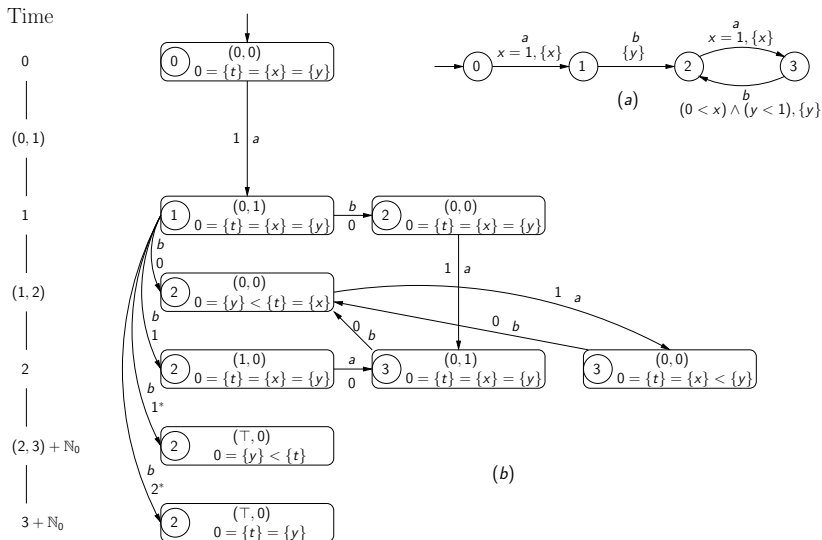 Time
0
(0, 1)
1
(1, 2)
2
(2, 3) + ℕ₀
3 + ℕ₀
0
(0, 0)
0 = {t} = {x} = {y}
1 a
1
(0, 1)
0 = {t} = {x} = {y}
b
0
2
(0, 0)
0 = {t} = {x} = {y}
b
0
2
(0, 0)
0 = {y} < {t} = {x}
1 a
1 a
0 b
0 b
b
1
2
(1, 0)
0 = {t} = {x} = {y}
a
0
3
(0, 1)
0 = {t} = {x} = {y}
3
(0, 0)
0 = {t} = {x} < {y}
b
1*
2
(⊤, 0)
0 = {y} < {t}
b
2*
2
(⊤, 0)
0 = {t} = {y}
(b)
0
a
x = 1, {x}
1
b
{y}
2
a
x = 1, {x}
3
b
(0 < x) ∧ (y < 1), {y}
(a)